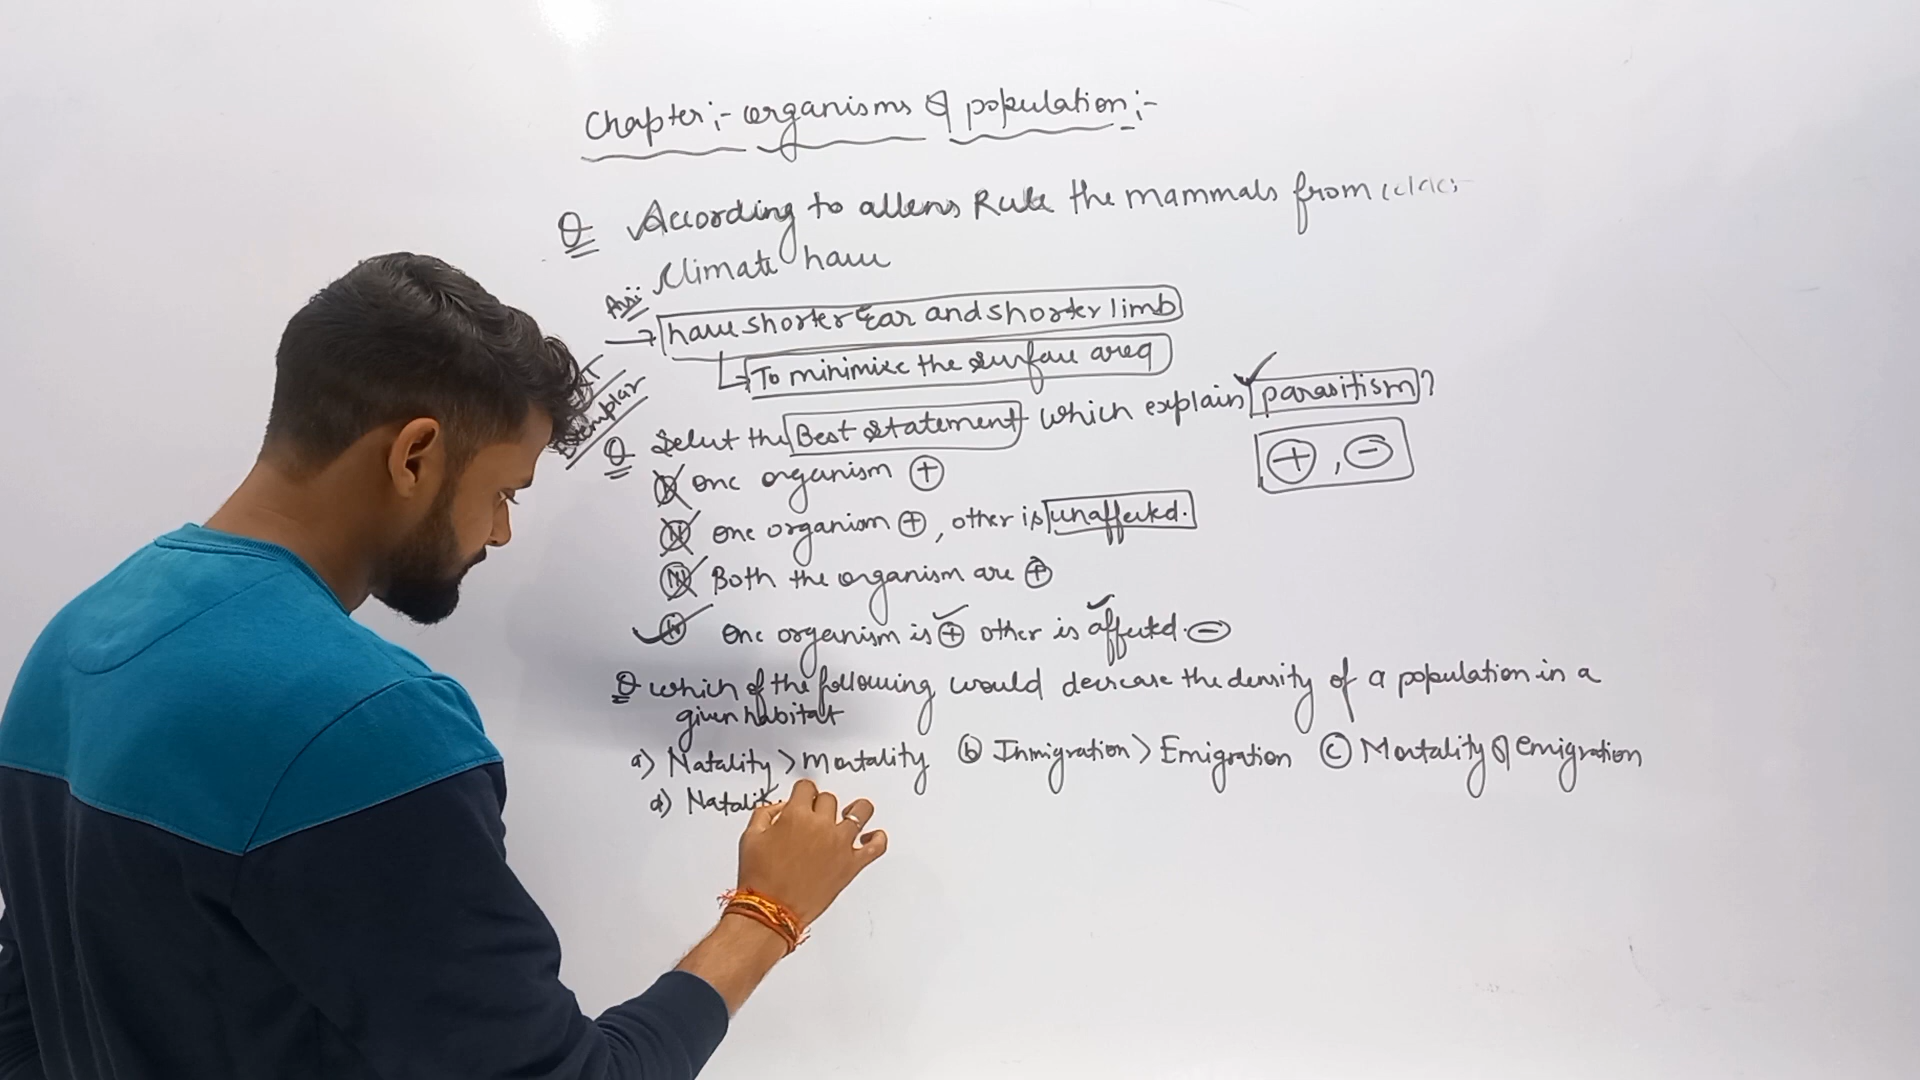 Chapter:- organisms & population:-
Q According to allens Rule the mammals from
Climate have
Ans:
→ have shorter Ear and shorter limb
→ To minimize the surface area
Exemplar
Q Select the Best statement which explain parasitism?
+, -
I one organism +
II one organism +, other is unaffected.
III Both the organism are +
IV One organism is + other is affected. -
Q which of the following would decrease the density of a population in a
given habitat
a) Natality > Mortality b Immigration > Emigration c Mortality & emigration
d) Natality